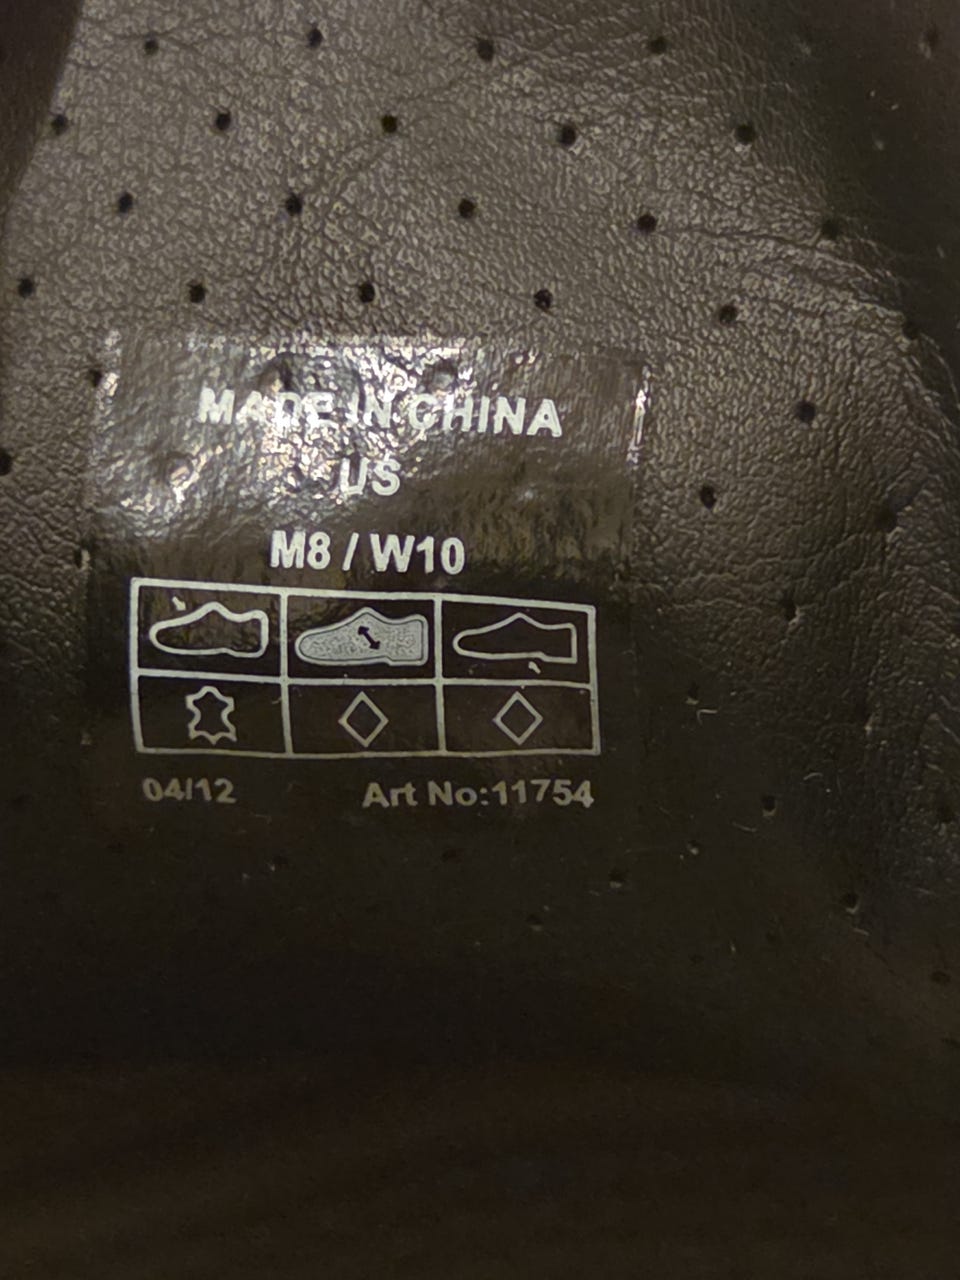 MADE IN CHINA
US
M8 / W10
04/12 Art No:11754